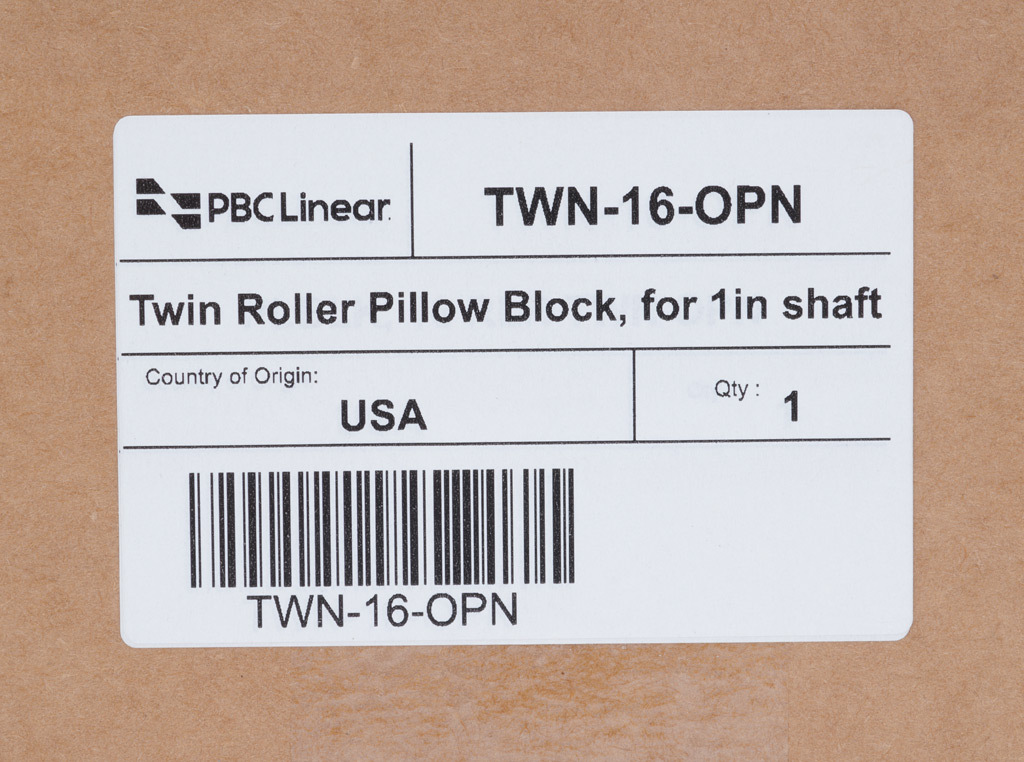 PBC Linear
TWN-16-OPN
Twin Roller Pillow Block, for 1in shaft
Country of Origin:
USA
Qty : 1
TWN-16-OPN